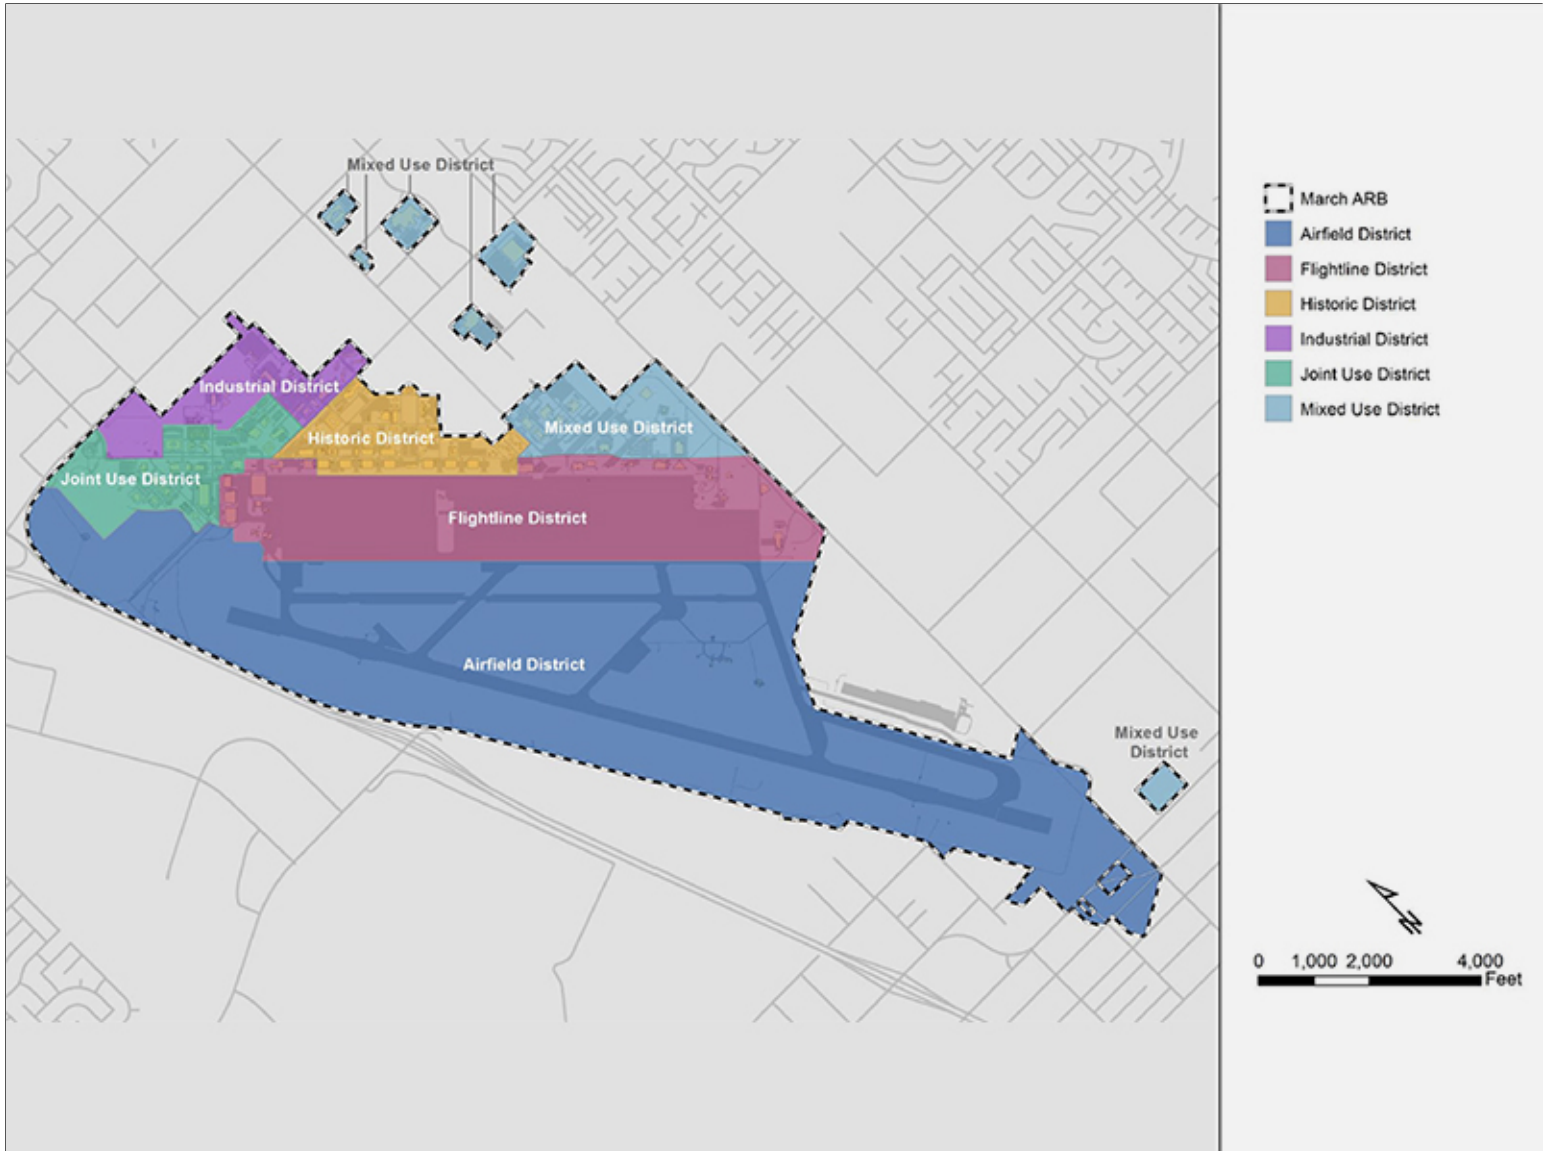 Mixed Use District
Industrial District
Historic District
Mixed Use District
Joint Use District
Flightline District
Airfield District
Mixed Use
District
March ARB
Airfield District
Flightline District
Historic District
Industrial District
Joint Use District
Mixed Use District
N
0 1,000 2,000 4,000
Feet